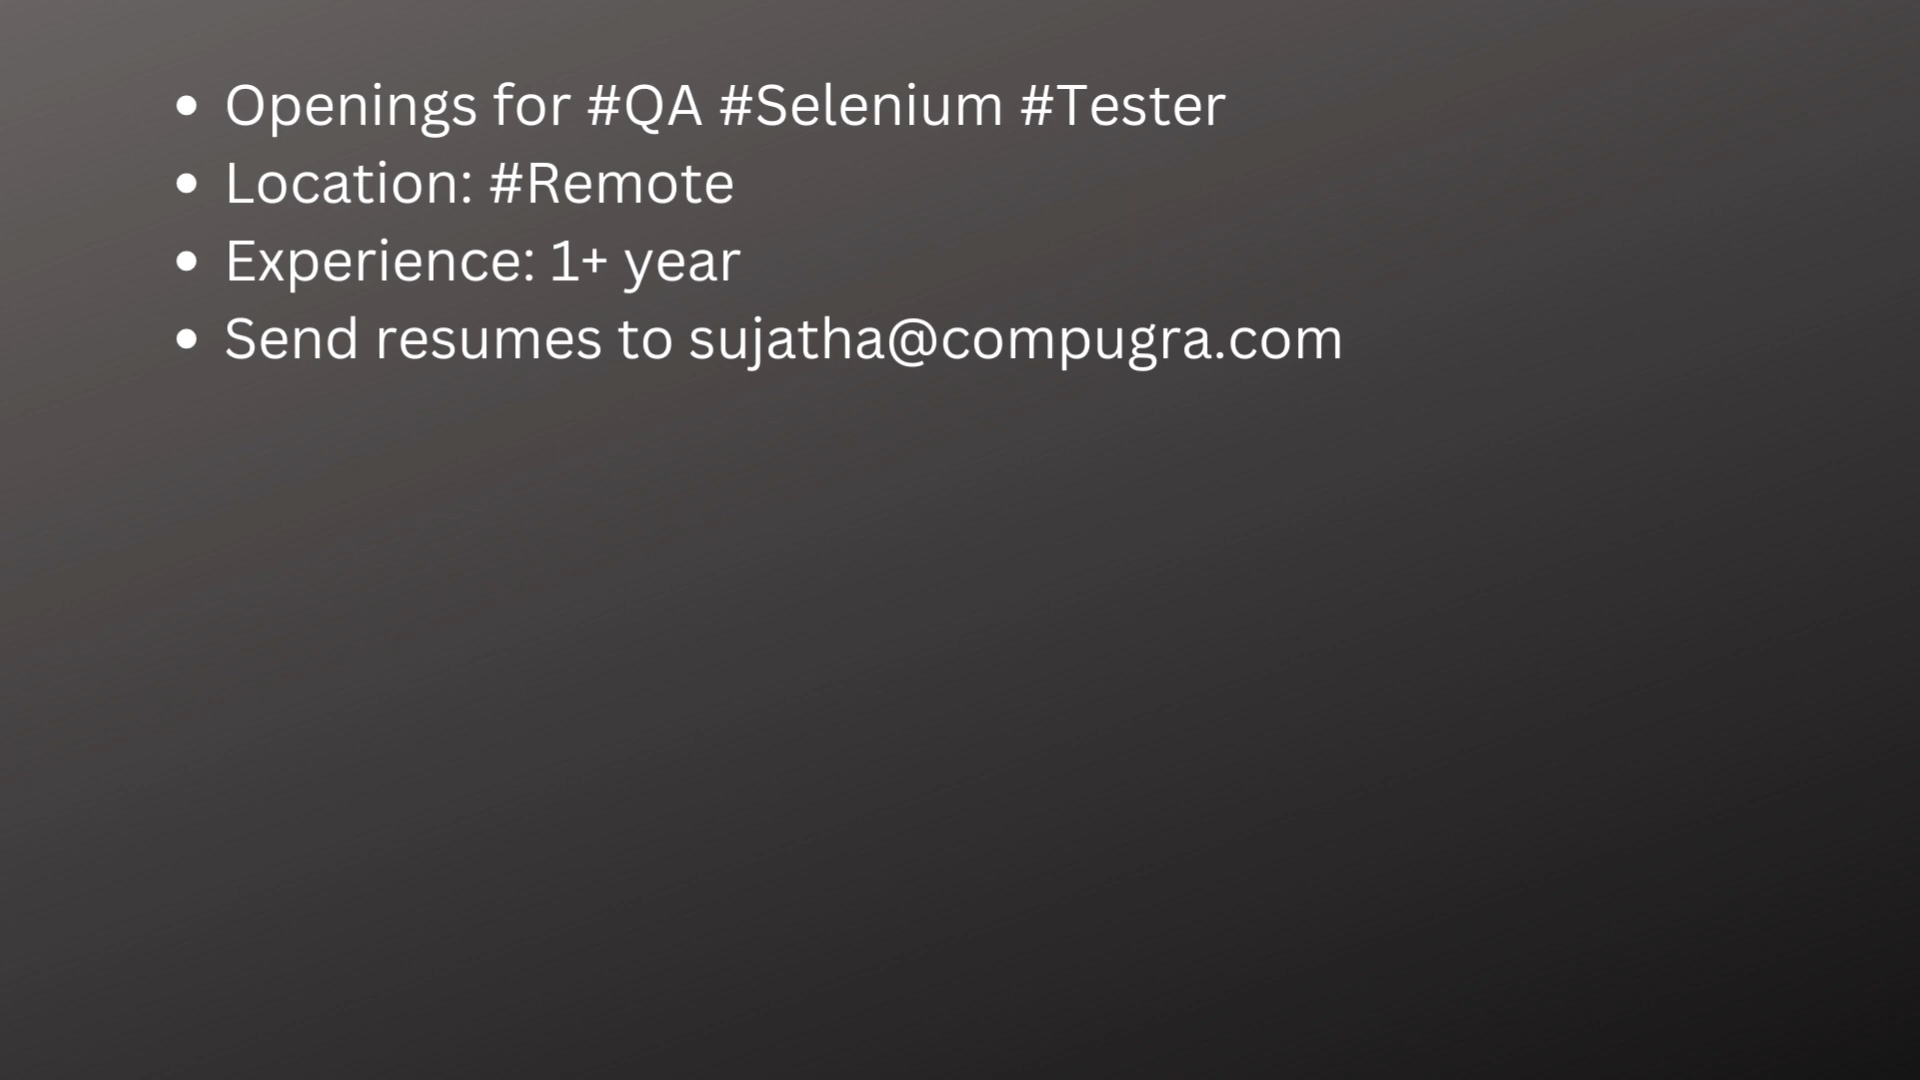 • Openings for #QA #Selenium #Tester
• Location: #Remote
• Experience: 1+ year
• Send resumes to sujatha@compugra.com